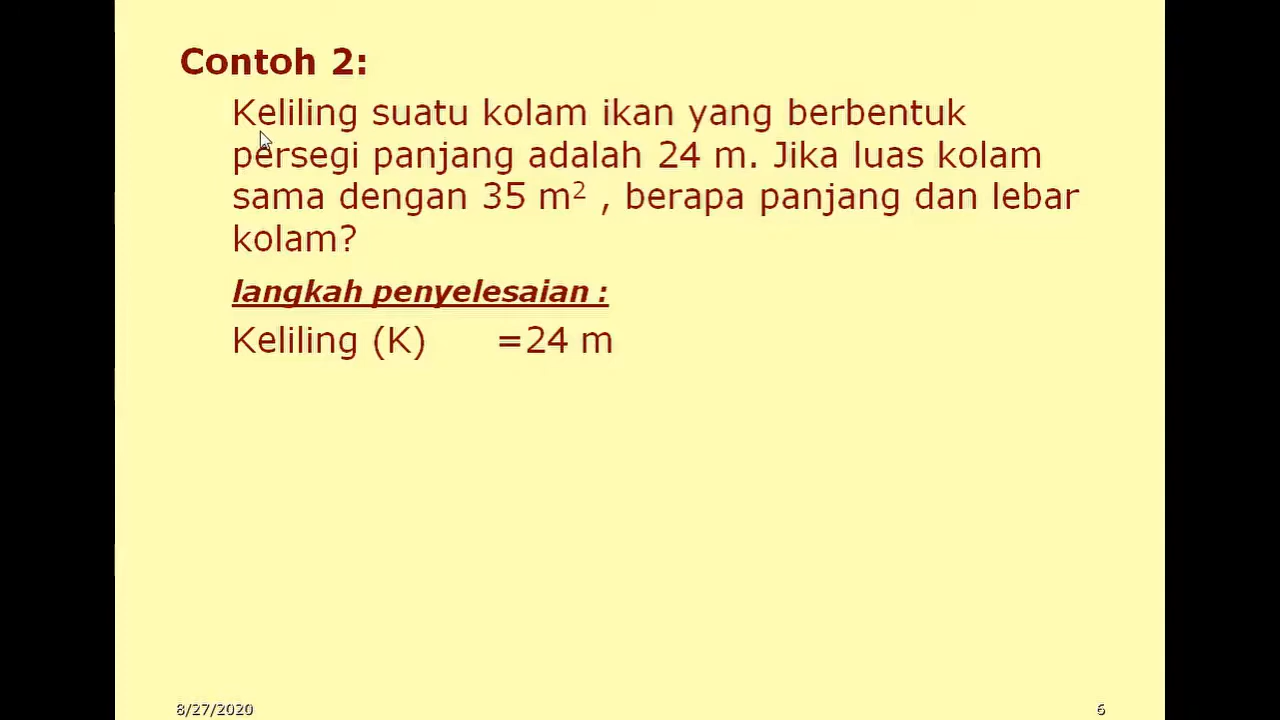 Contoh 2:
Keliling suatu kolam ikan yang berbentuk
persegi panjang adalah 24 m. Jika luas kolam
sama dengan 35 m² , berapa panjang dan lebar
kolam?
langkah penyelesaian :
Keliling (K) =24 m
8/27/2020 6